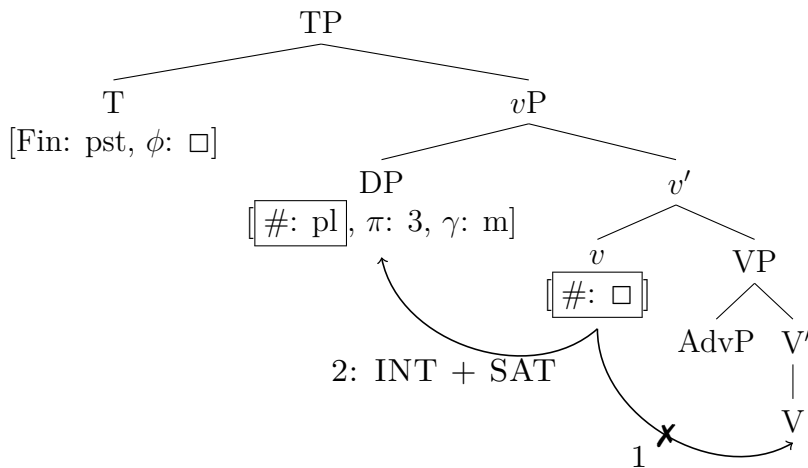 TP
T
vP
[Fin: pst, ϕ: □]
DP
v′
[#: pl, π: 3, γ: m]
v
VP
[#: □]
AdvP
V′
2: INT + SAT
V
✗
1